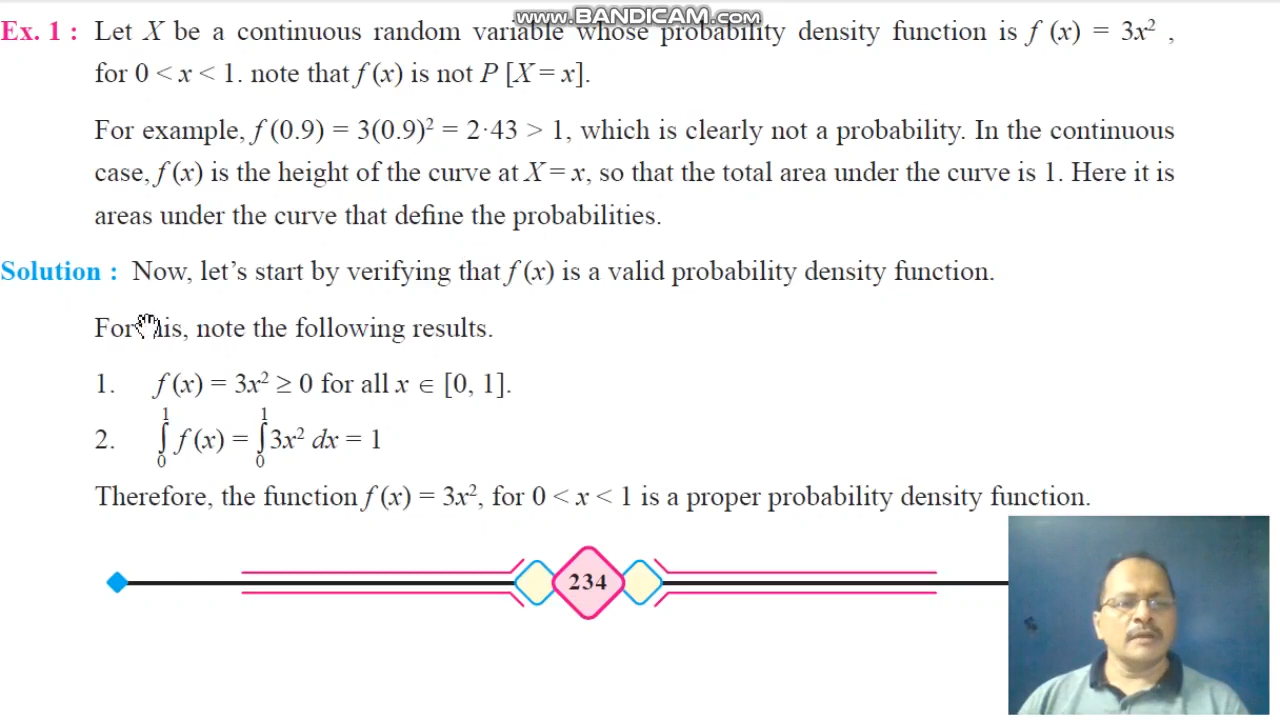 www.BANDICAM.com
Ex. 1 : Let X be a continuous random variable whose probability density function is f (x) = 3x² ,
for 0 < x < 1. note that f (x) is not P [X = x].
For example, f (0.9) = 3(0.9)² = 2·43 > 1, which is clearly not a probability. In the continuous
case, f (x) is the height of the curve at X = x, so that the total area under the curve is 1. Here it is
areas under the curve that define the probabilities.
Solution : Now, let's start by verifying that f (x) is a valid probability density function.
For note the following results.
1. f (x) = 3x² ≥ 0 for all x ∈ [0, 1].
2. ∫₀¹ f (x) = ∫₀¹ 3x² dx = 1
Therefore, the function f (x) = 3x², for 0 < x < 1 is a proper probability density function.
234